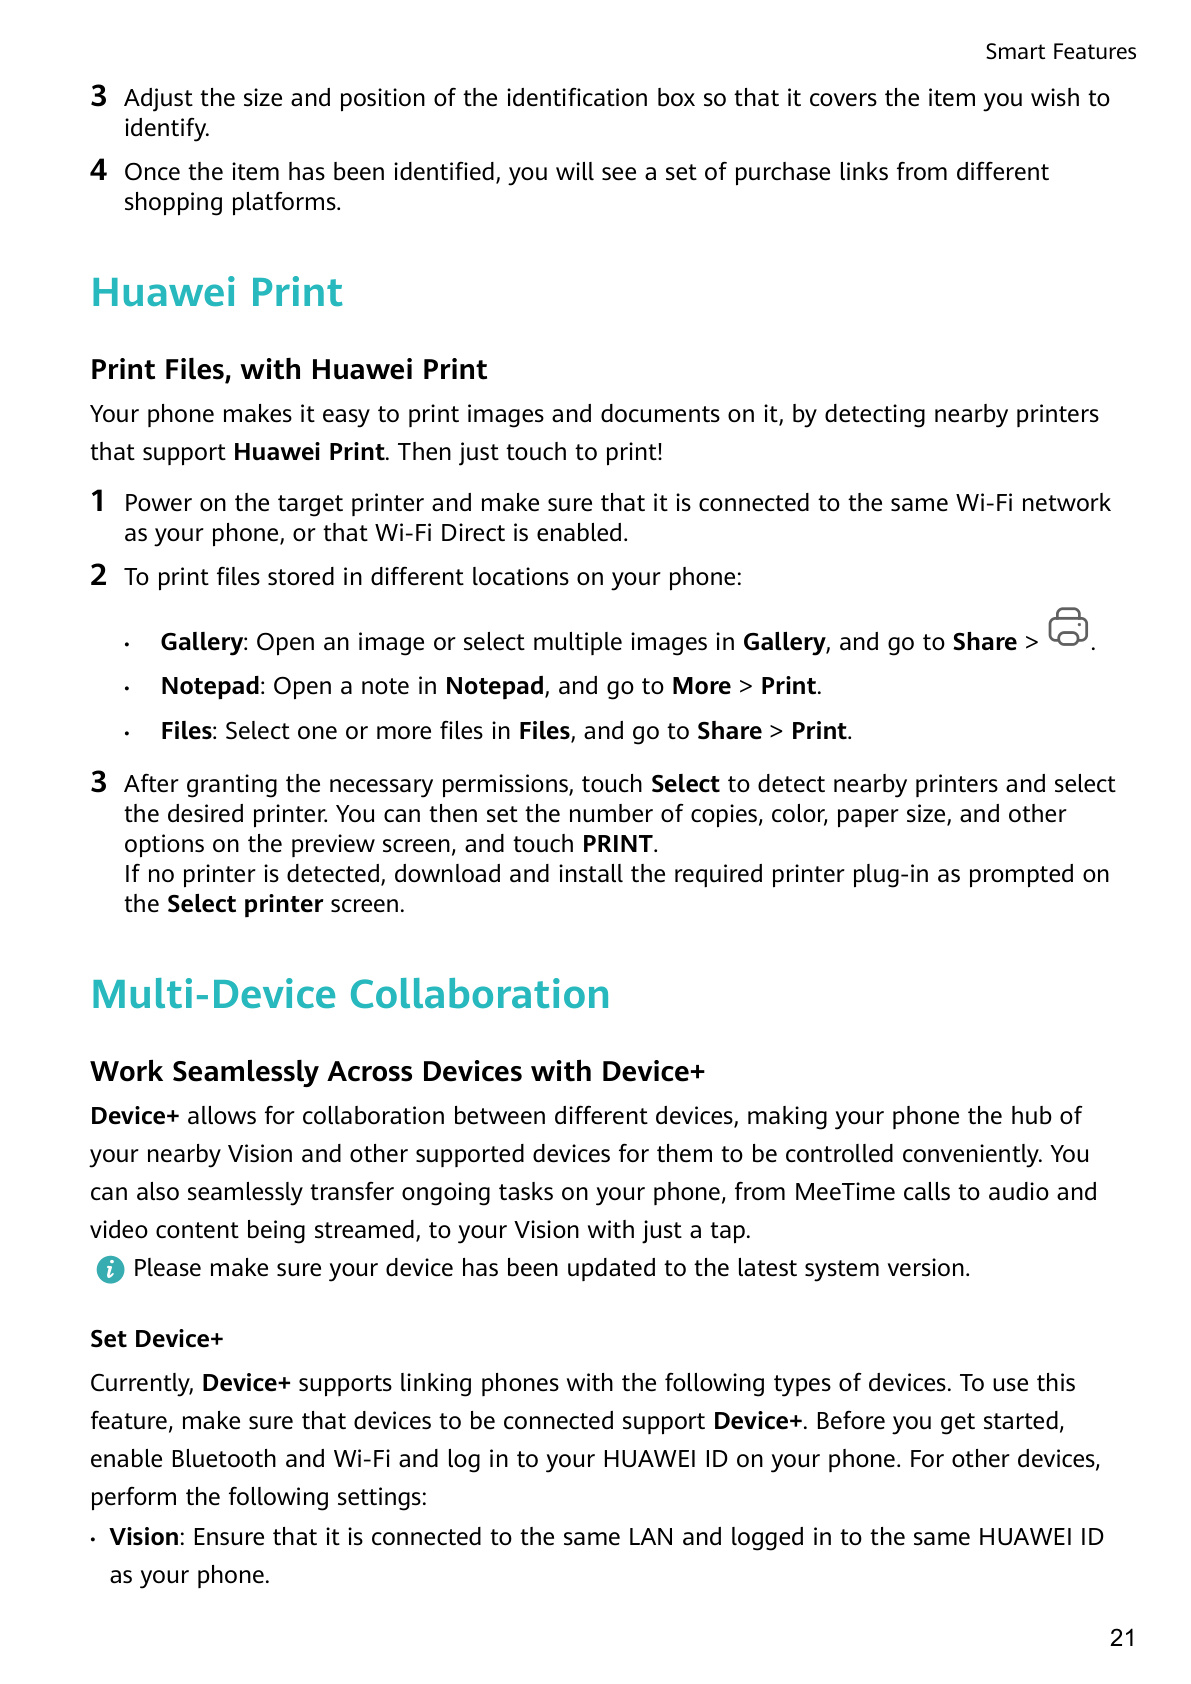 Smart Features
3 Adjust the size and position of the identification box so that it covers the item you wish to
identify.
4 Once the item has been identified, you will see a set of purchase links from different
shopping platforms.
Huawei Print
Print Files, with Huawei Print
Your phone makes it easy to print images and documents on it, by detecting nearby printers
that support Huawei Print. Then just touch to print!
1 Power on the target printer and make sure that it is connected to the same Wi-Fi network
as your phone, or that Wi-Fi Direct is enabled.
2 To print files stored in different locations on your phone:
• Gallery: Open an image or select multiple images in Gallery, and go to Share > .
• Notepad: Open a note in Notepad, and go to More > Print.
• Files: Select one or more files in Files, and go to Share > Print.
3 After granting the necessary permissions, touch Select to detect nearby printers and select
the desired printer. You can then set the number of copies, color, paper size, and other
options on the preview screen, and touch PRINT.
If no printer is detected, download and install the required printer plug-in as prompted on
the Select printer screen.
Multi-Device Collaboration
Work Seamlessly Across Devices with Device+
Device+ allows for collaboration between different devices, making your phone the hub of
your nearby Vision and other supported devices for them to be controlled conveniently. You
can also seamlessly transfer ongoing tasks on your phone, from MeeTime calls to audio and
video content being streamed, to your Vision with just a tap.
i Please make sure your device has been updated to the latest system version.
Set Device+
Currently, Device+ supports linking phones with the following types of devices. To use this
feature, make sure that devices to be connected support Device+. Before you get started,
enable Bluetooth and Wi-Fi and log in to your HUAWEI ID on your phone. For other devices,
perform the following settings:
• Vision: Ensure that it is connected to the same LAN and logged in to the same HUAWEI ID
as your phone.
21